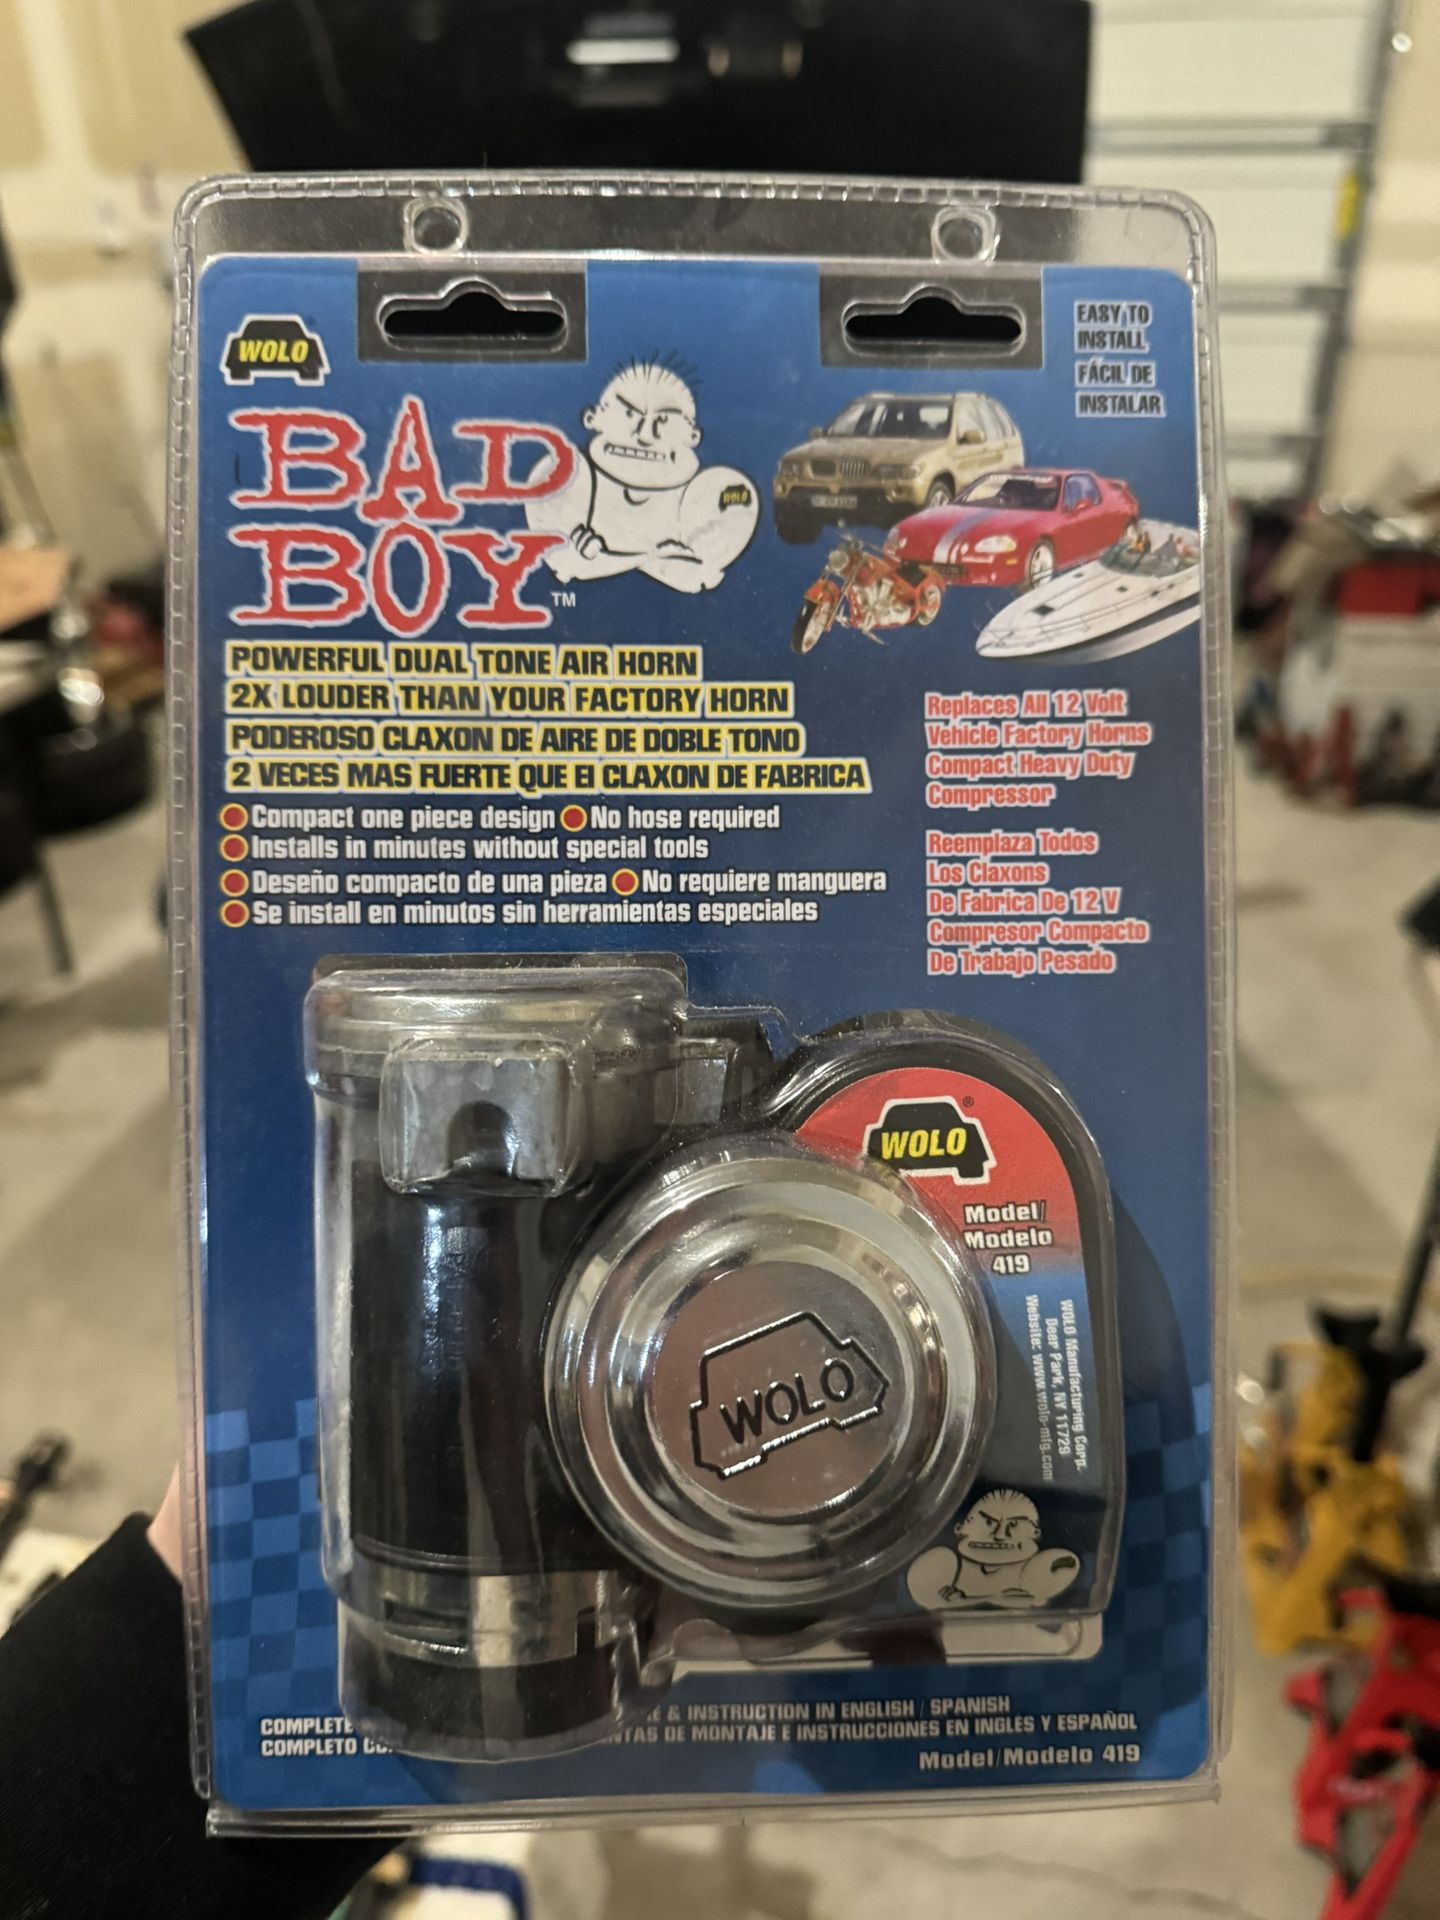 WOLO
BAD
BOY™
WOLO
EASY TO
INSTALL
FÁCIL DE
INSTALAR
POWERFUL DUAL TONE AIR HORN
2X LOUDER THAN YOUR FACTORY HORN
PODEROSO CLAXON DE AIRE DE DOBLE TONO
2 VECES MAS FUERTE QUE El CLAXON DE FABRICA
Compact one piece design No hose required
Installs in minutes without special tools
Deseño compacto de una pieza No requiere manguera
Se install en minutos sin herramientas especiales
Replaces All 12 Volt
Vehicle Factory Horns
Compact Heavy Duty
Compressor
Reemplaza Todos
Los Claxons
De Fabrica De 12 V
Compresor Compacto
De Trabajo Pesado
WOLO®
Model/
Modelo
419
WOLO Manufacturing Corp.
Deer Park, NY 11729
Website: www.wolo-mfg.com
WOLO
COMPLETE & INSTRUCTION IN ENGLISH / SPANISH
COMPLETO DE MONTAJE E INSTRUCCIONES EN INGLÉS Y ESPAÑOL
Model/Modelo 419